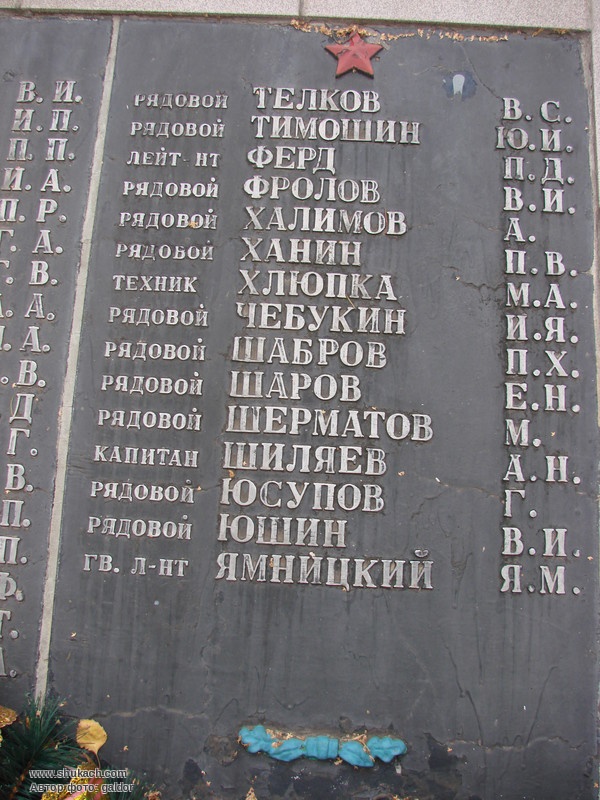 В. И.
И. П.
П. П.
И. А.
П. Р.
Г. А.
Г. В.
А. А.
А.
В.
Д
Г.
В.
П.
П.
Ф.
Г.
А.
РЯДОВОЙ ТЕЛКОВ В. С.
РЯДОВОЙ ТИМОШИН Ю. И.
ЛЕЙТ-НТ ФЕРД П. Д.
РЯДОВОЙ ФРОЛОВ В. И.
РЯДОВОЙ ХАЛИМОВ А.
РЯДОВОЙ ХАНИН П. В.
ТЕХНИК ХЛЮПКА М. А.
РЯДОВОЙ ЧЕБУКИН И. Я.
РЯДОВОЙ ШАБРОВ П. Х.
РЯДОВОЙ ШАРОВ Е. Н.
РЯДОВОЙ ШЕРМАТОВ М.
КАПИТАН ШИЛЯЕВ А. Н.
РЯДОВОЙ ЮСУПОВ Г.
РЯДОВОЙ ЮШИН В. И.
ГВ. Л-НТ ЯМНИЦКИЙ Я. М.
www.shukach.com
Автор фото: galdor